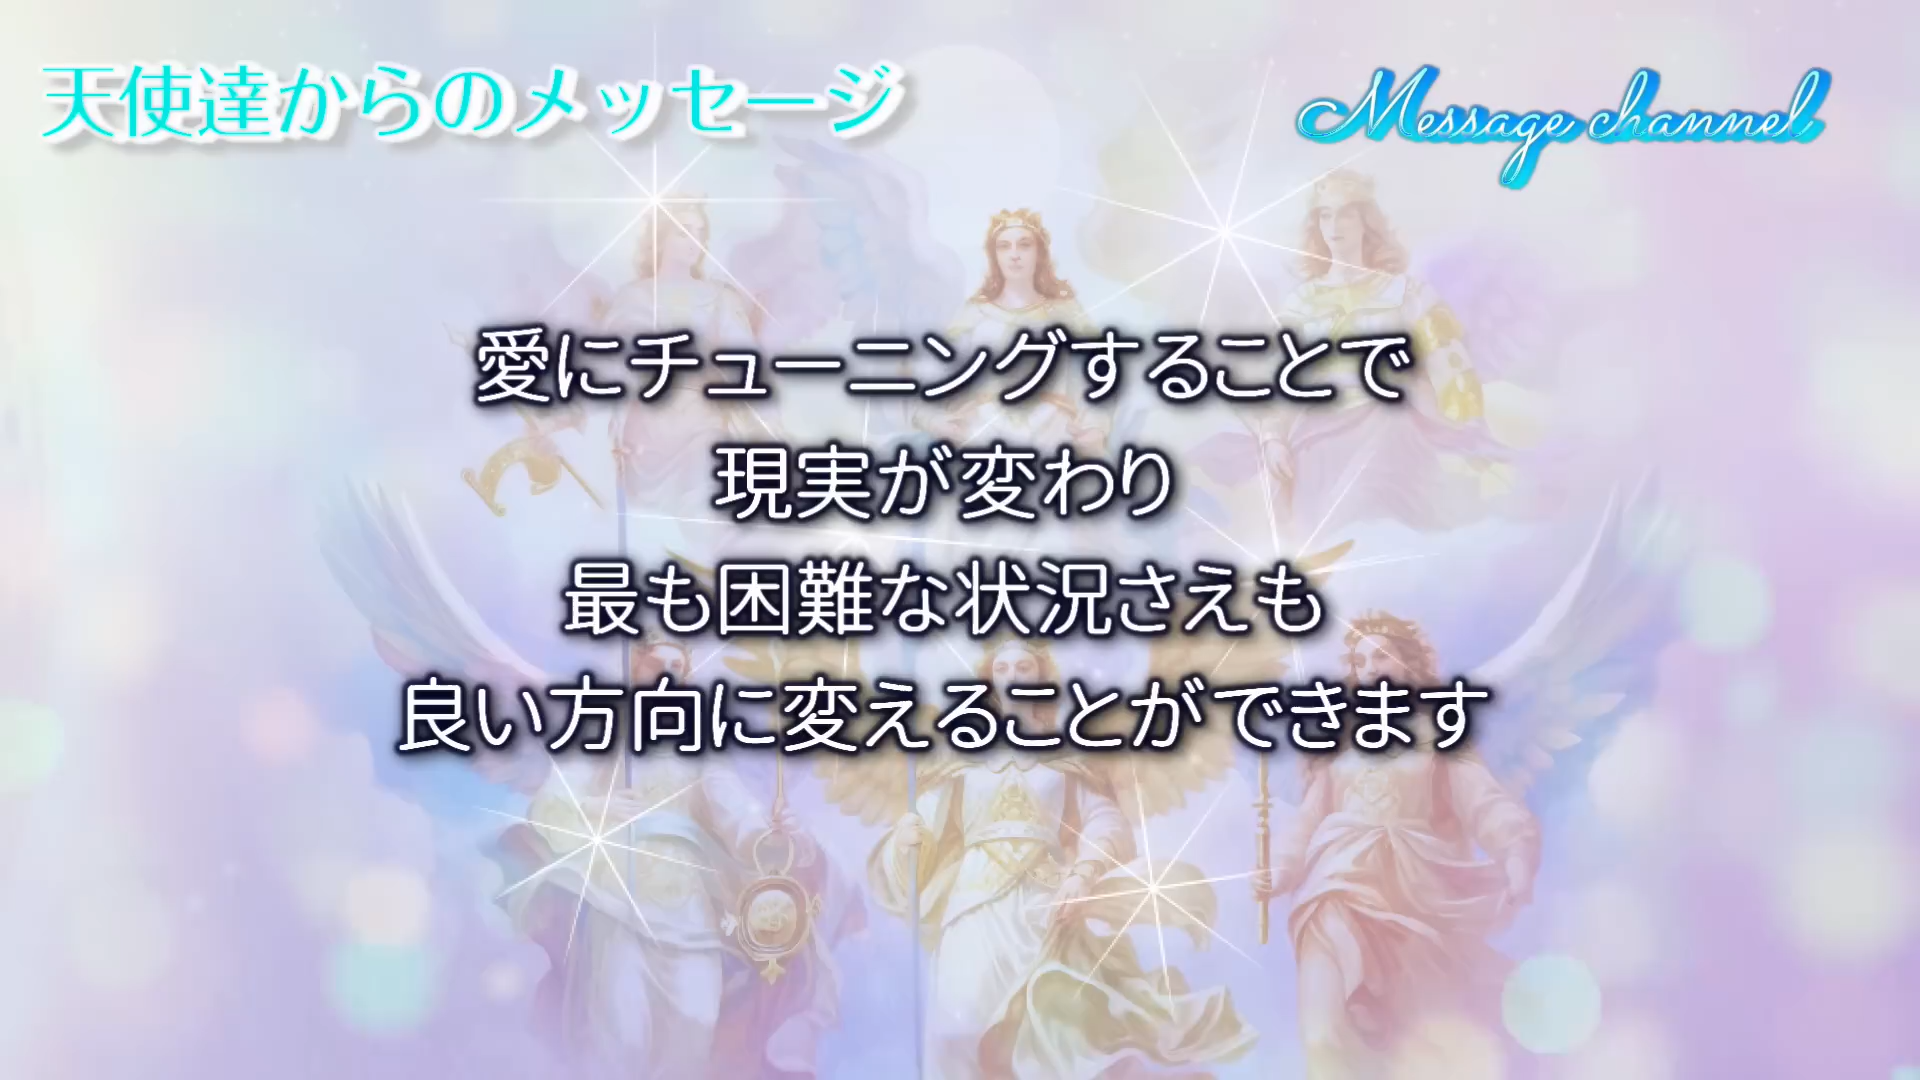 天使達からのメッセージ
Message channel
愛にチューニングすることで
現実が変わり
最も困難な状況さえも
良い方向に変えることができます